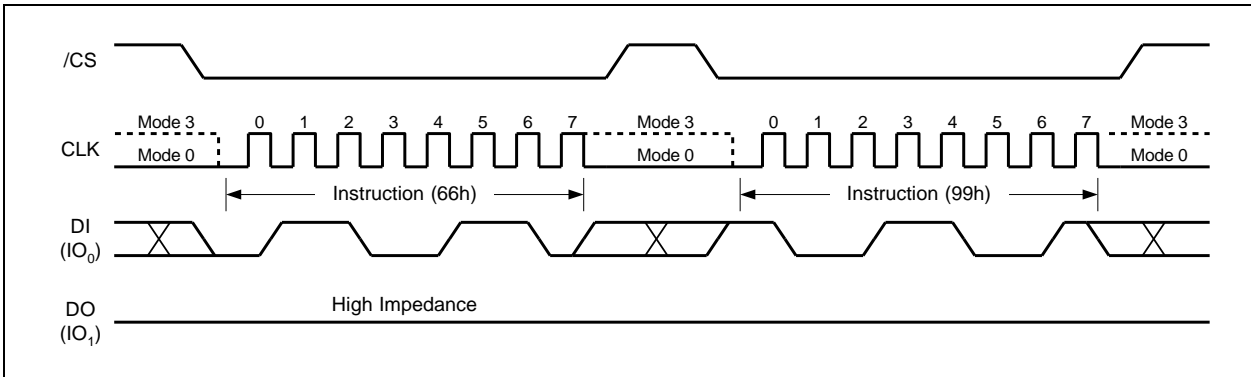 /CS
Mode 3 0 1 2 3 4 5 6 7 Mode 3 0 1 2 3 4 5 6 7 Mode 3
CLK
Mode 0 Mode 0 Mode 0
Instruction (66h) Instruction (99h)
DI
(IO0)
High Impedance
DO
(IO1)